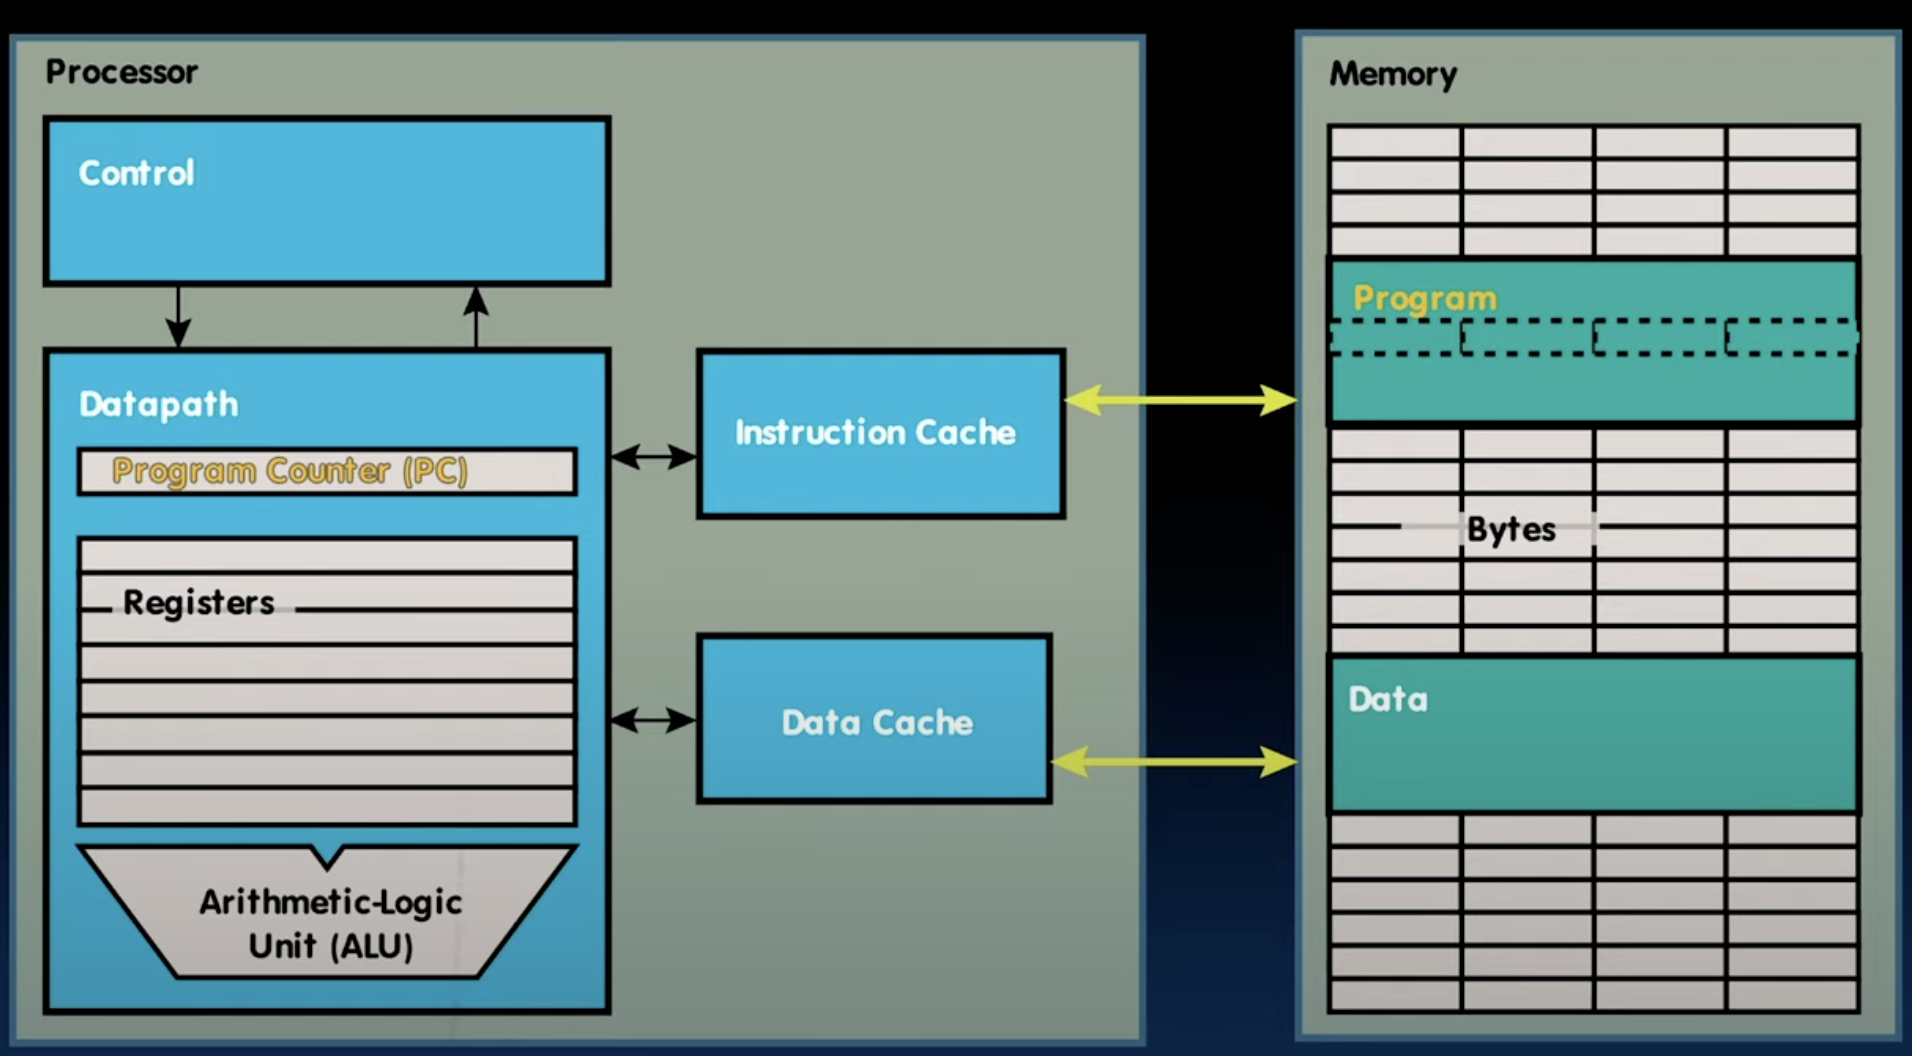 Processor
Control
Datapath
Program Counter (PC)
Registers
Arithmetic-Logic
Unit (ALU)
Instruction Cache
Data Cache
Memory
Program
Bytes
Data